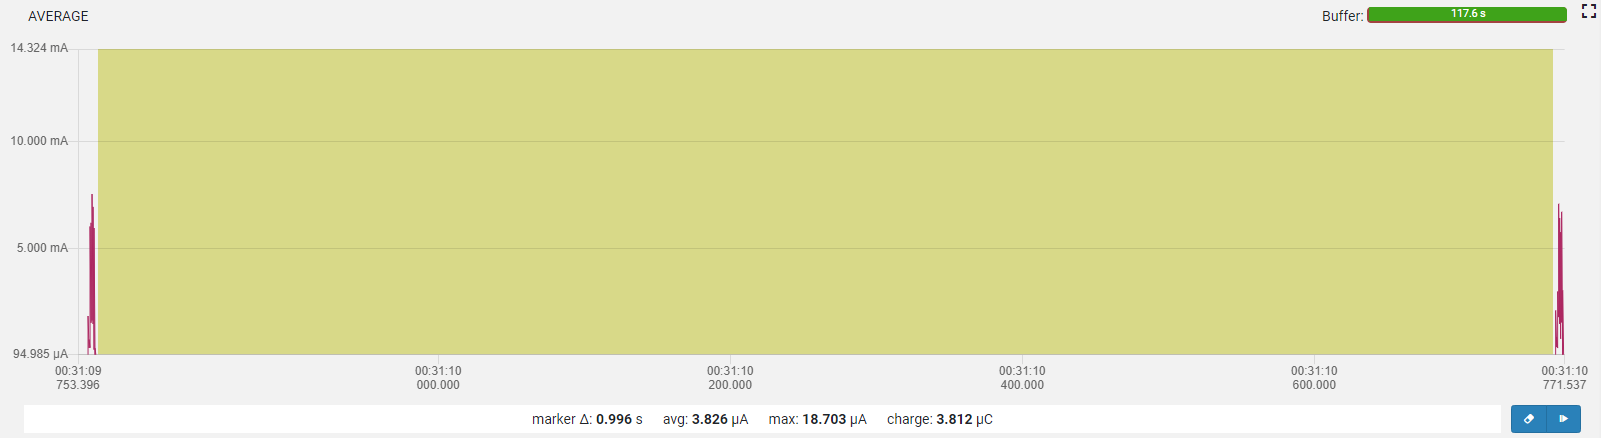 AVERAGE
Buffer: 117.6 s
14.324 mA
10.000 mA
5.000 mA
94.985 µA
00:31:09 00:31:10 00:31:10 00:31:10 00:31:10 00:31:10
753.396 000.000 200.000 400.000 600.000 771.537
marker Δ: 0.996 s avg: 3.826 µA max: 18.703 µA charge: 3.812 µC